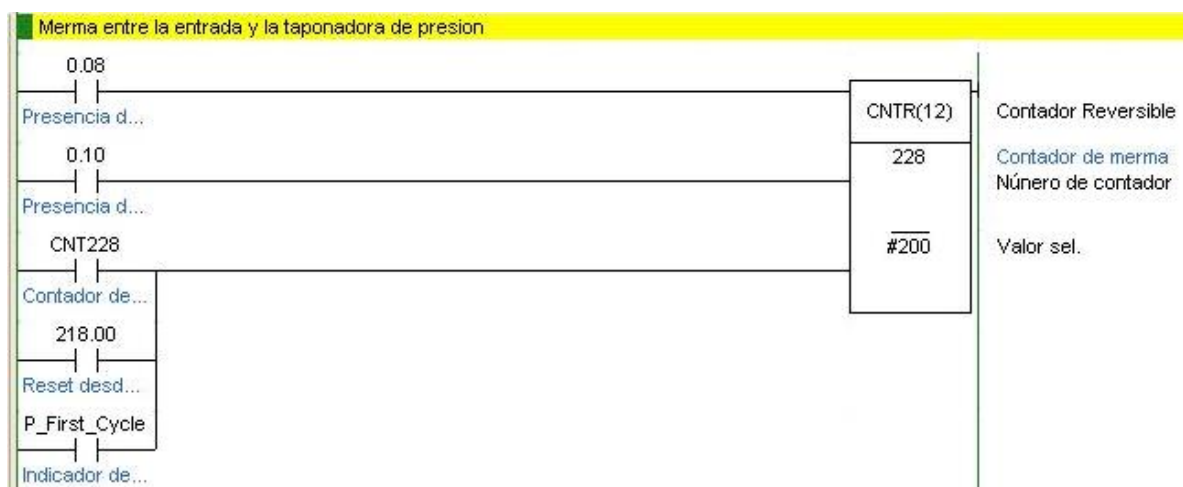 Merma entre la entrada y la taponadora de presion
0.08
Presencia d...
CNTR(12)
Contador Reversible
0.10
Presencia d...
228
Contador de merma
Núnero de contador
CNT228
Contador de...
#200
Valor sel.
218.00
Reset desd...
P_First_Cycle
Indicador de...